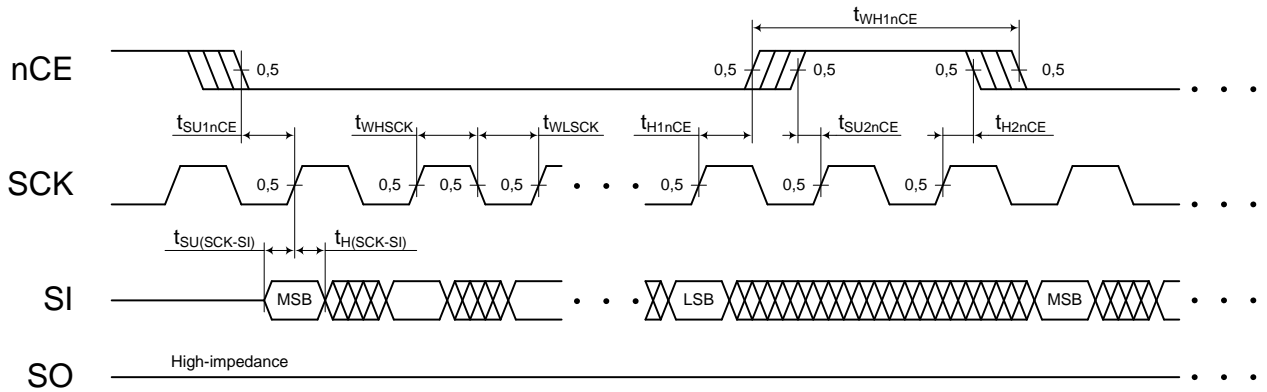 tWH1nCE
nCE
0,5 0,5 0,5 0,5 0,5
tSU1nCE tWHSCK tWLSCK tH1nCE tSU2nCE tH2nCE
SCK
0,5 0,5 0,5 0,5 0,5 0,5 0,5
tSU(SCK-SI) tH(SCK-SI)
SI
MSB LSB MSB
High-impedance
SO